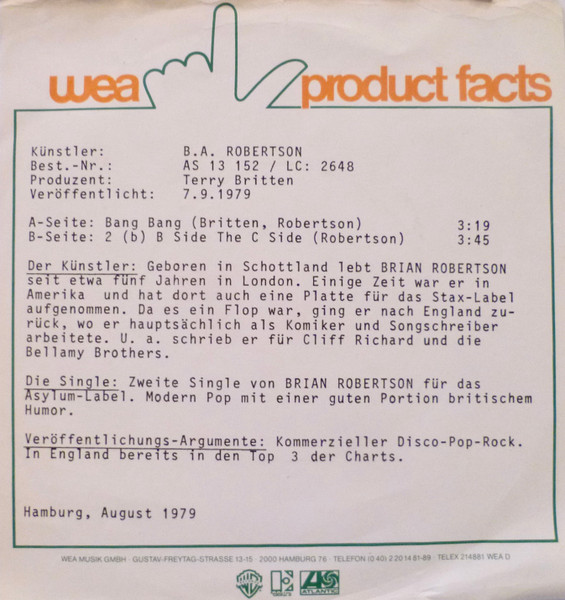 wea product facts
Künstler: B.A. ROBERTSON
Best.-Nr.: AS 13 152 / LC: 2648
Produzent: Terry Britten
Veröffentlicht: 7.9.1979
A-Seite: Bang Bang (Britten, Robertson) 3:19
B-Seite: 2 (b) B Side The C Side (Robertson) 3:45
Der Künstler: Geboren in Schottland lebt BRIAN ROBERTSON
seit etwa fünf Jahren in London. Einige Zeit war er in
Amerika und hat dort auch eine Platte für das Stax-Label
aufgenommen. Da es ein Flop war, ging er nach England zu-
rück, wo er hauptsächlich als Komiker und Songschreiber
arbeitete. U. a. schrieb er für Cliff Richard und die
Bellamy Brothers.
Die Single: Zweite Single von BRIAN ROBERTSON für das
Asylum-Label. Modern Pop mit einer guten Portion britischem
Humor.
Veröffentlichungs-Argumente: Kommerzieller Disco-Pop-Rock.
In England bereits in den Top 3 der Charts.
Hamburg, August 1979
WEA MUSIK GMBH · GUSTAV-FREYTAG-STRASSE 13-15 · 2000 HAMBURG 76 · TELEFON (0 40) 2 20 14 81-89 · TELEX 214881 WEA D
ATLANTIC